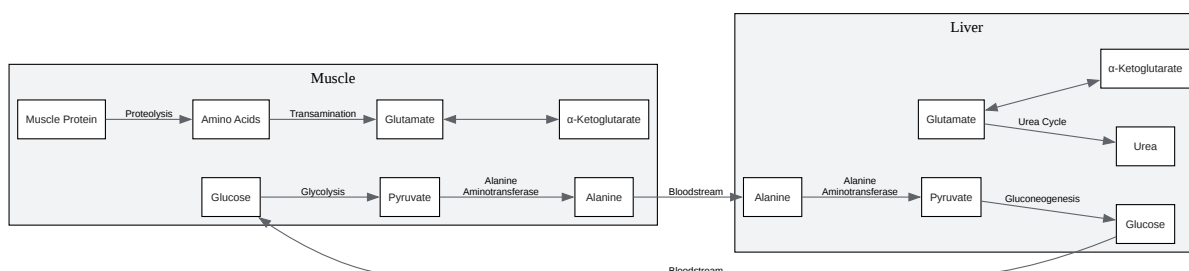 Liver
Muscle
α-Ketoglutarate
Muscle Protein
Proteolysis
Amino Acids
Transamination
Glutamate
α-Ketoglutarate
Glutamate
Urea Cycle
Urea
Glucose
Glycolysis
Pyruvate
Alanine
Aminotransferase
Alanine
Bloodstream
Alanine
Alanine
Aminotransferase
Pyruvate
Gluconeogenesis
Glucose
Bloodstream